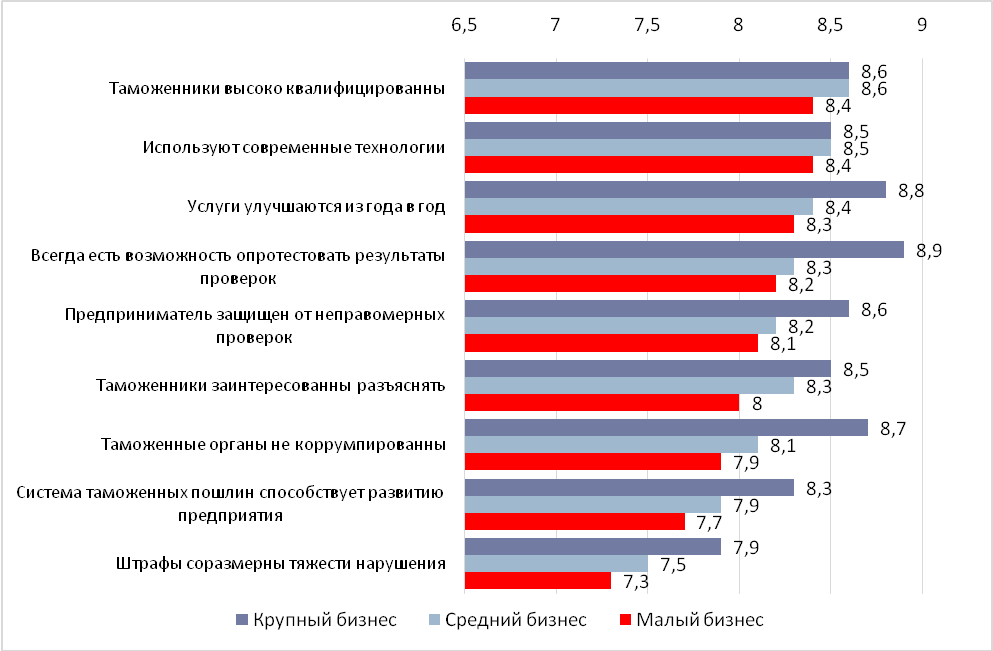 6,5 7 7,5 8 8,5 9
Таможенники высоко квалифицированны
8,6
8,6
8,4
Используют современные технологии
8,5
8,5
8,4
Услуги улучшаются из года в год
8,8
8,4
8,3
Всегда есть возможность опротестовать результаты
проверок
8,9
8,3
8,2
Предприниматель защищен от неправомерных
проверок
8,6
8,2
8,1
Таможенники заинтересованны разъяснять
8,5
8,3
8
Таможенные органы не коррумпированны
8,7
8,1
7,9
Система таможенных пошлин способствует развитию
предприятия
8,3
7,9
7,7
Штрафы соразмерны тяжести нарушения
7,9
7,5
7,3
Крупный бизнес Средний бизнес Малый бизнес